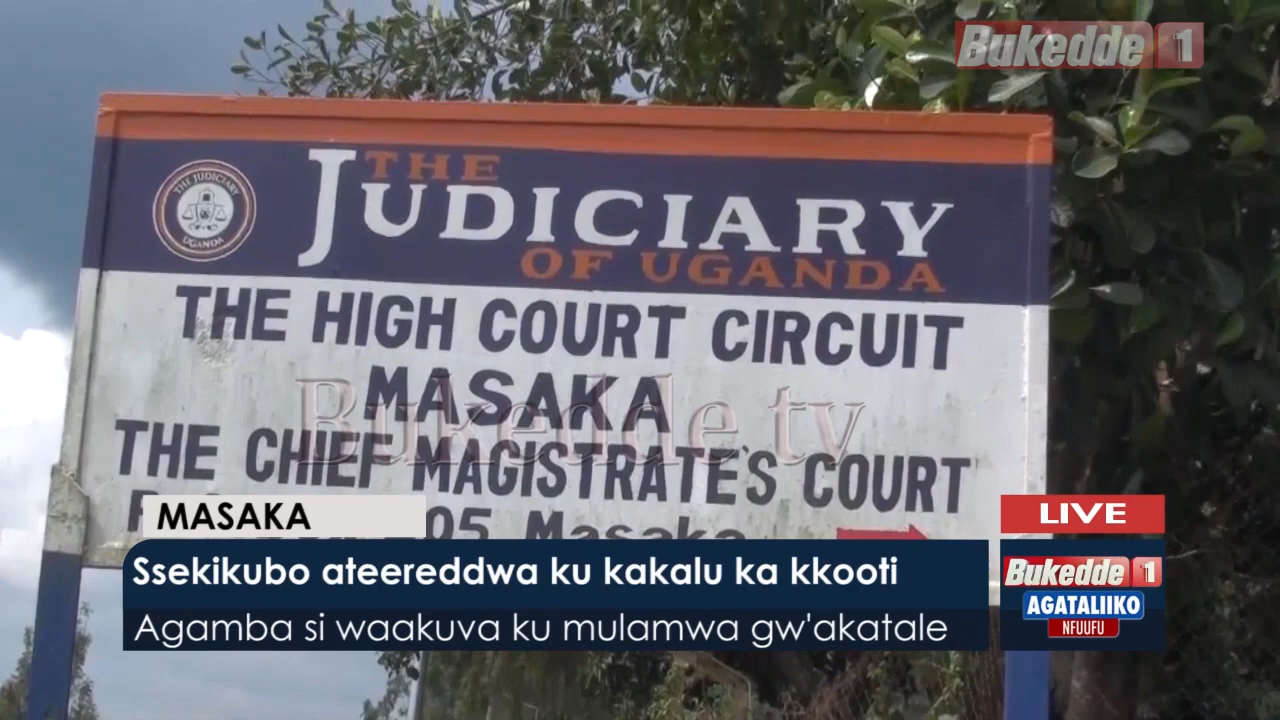 Bukedde 1
THE
JUDICIARY
OF UGANDA
THE JUDICIARY
UGANDA
THE HIGH COURT CIRCUIT
MASAKA
Bukedde tv
THE CHIEF MAGISTRATE'S COURT
Masaka
MASAKA
LIVE
Ssekikubo ateereddwa ku kakalu ka kkooti
Agamba si waakuva ku mulamwa gw'akatale
Bukedde 1
AGATALIIKO
NFUUFU